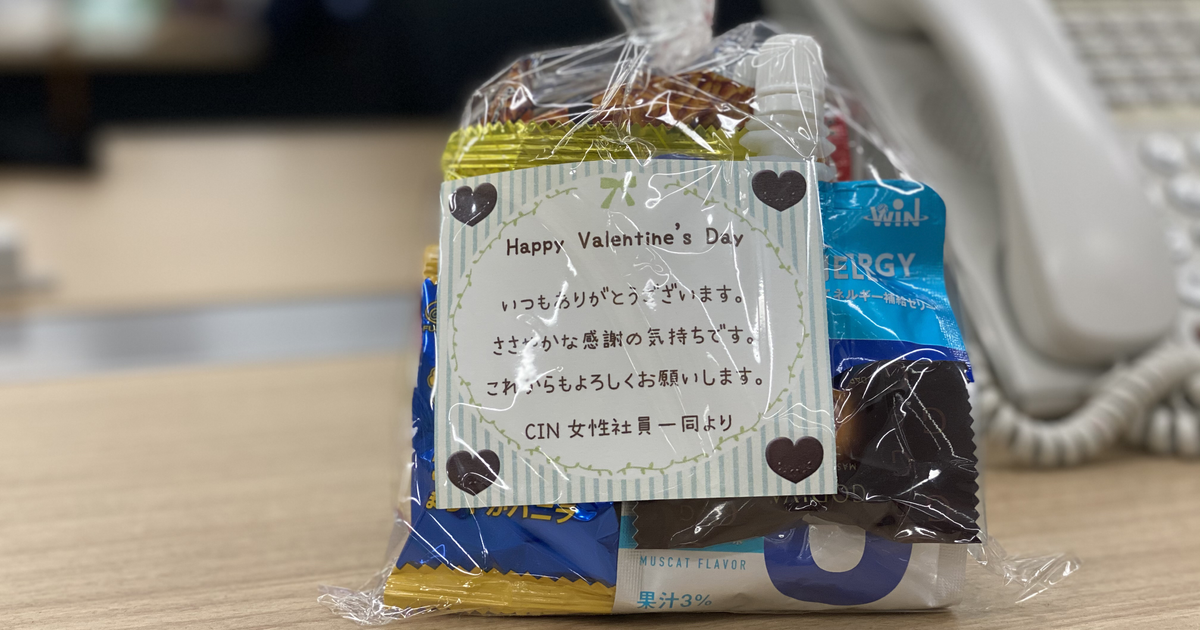 Happy Valentine's Day
いつもありがとうございます。
ささやかな感謝の気持ちです。
これからもよろしくお願いします。
CIN 女性社員一同より
WIN
エネルギー補給ゼリー
GODIVA
MUSCAT FLAVOR
果汁3%